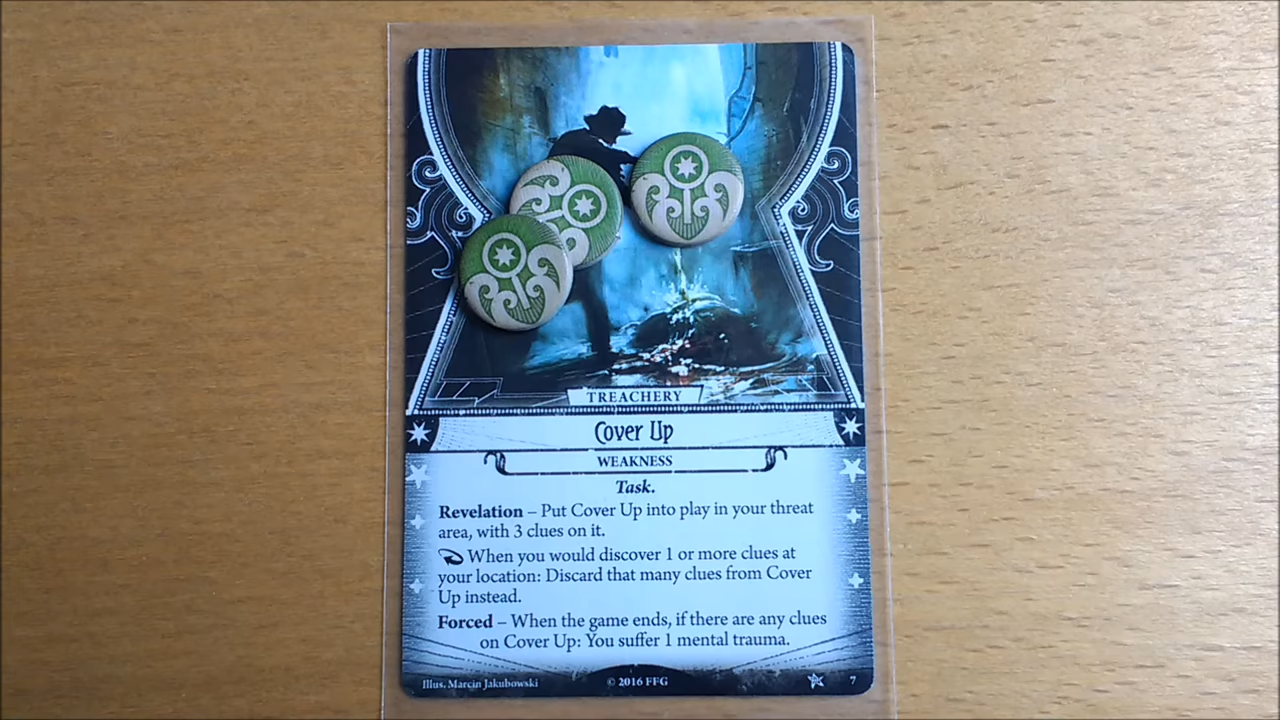 TREACHERY
Cover Up
WEAKNESS
Task.
Revelation – Put Cover Up into play in your threat
area, with 3 clues on it.
When you would discover 1 or more clues at
your location: Discard that many clues from Cover
Up instead.
Forced – When the game ends, if there are any clues
on Cover Up: You suffer 1 mental trauma.
Illus. Marcin Jakubowski © 2016 FFG 7